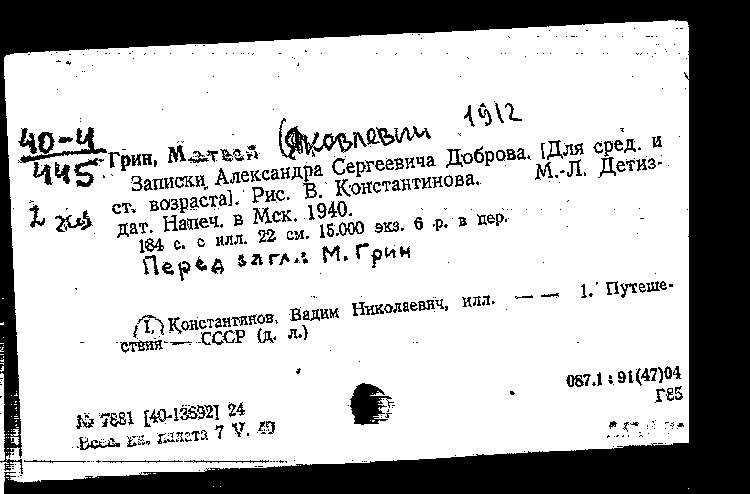 40-4
445
2 экз
Грин, Матвей (Яковлевич 1912
Записки Александра Сергеевича Доброва. [Для сред. и
ст. возраста]. Рис. В. Константинова. М.-Л. Детиз-
дат. Напеч. в Мск. 1940.
184 с. с илл. 22 см. 15.000 экз. 6 р. в пер.
Перед загл.: М. Грин
(I.) Константинов, Вадим Николаевич, илл. — — 1. Путеше-
ствия — СССР (д. л.)
087.1 : 91(47)04
Г85
№ 7881 [40-13692] 24
Всес. кн. палата 7 V. 40